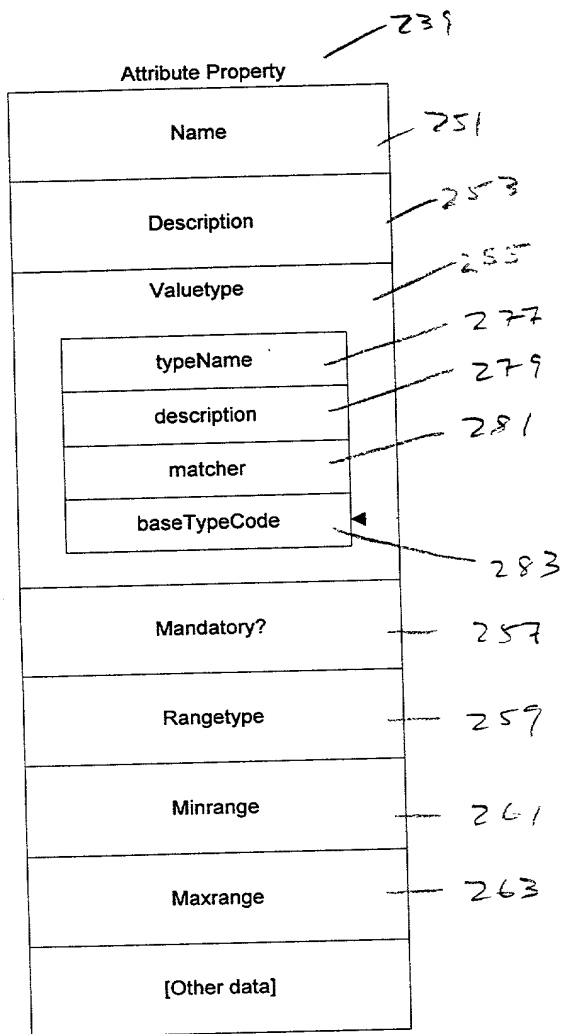 239
Attribute Property
Name
251
Description
253
Valuetype
255
typeName
277
description
279
matcher
281
baseTypeCode
283
Mandatory?
257
Rangetype
259
Minrange
261
Maxrange
263
[Other data]